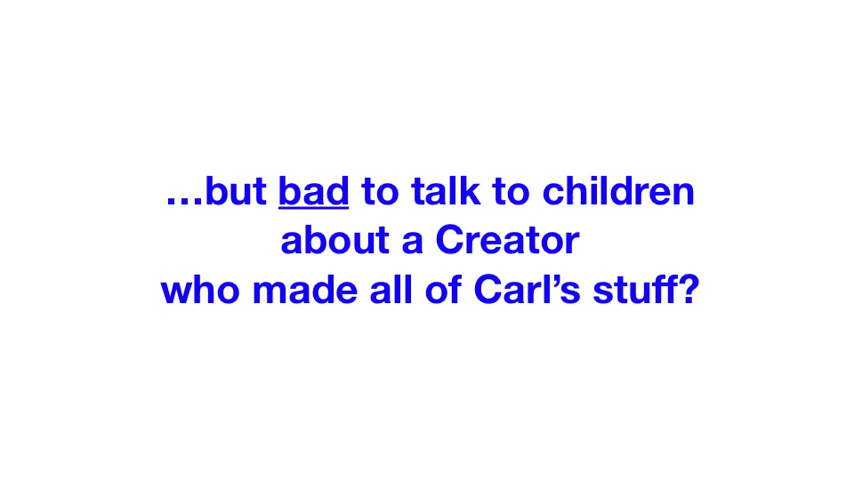 …but bad to talk to children
about a Creator
who made all of Carl’s stuff?